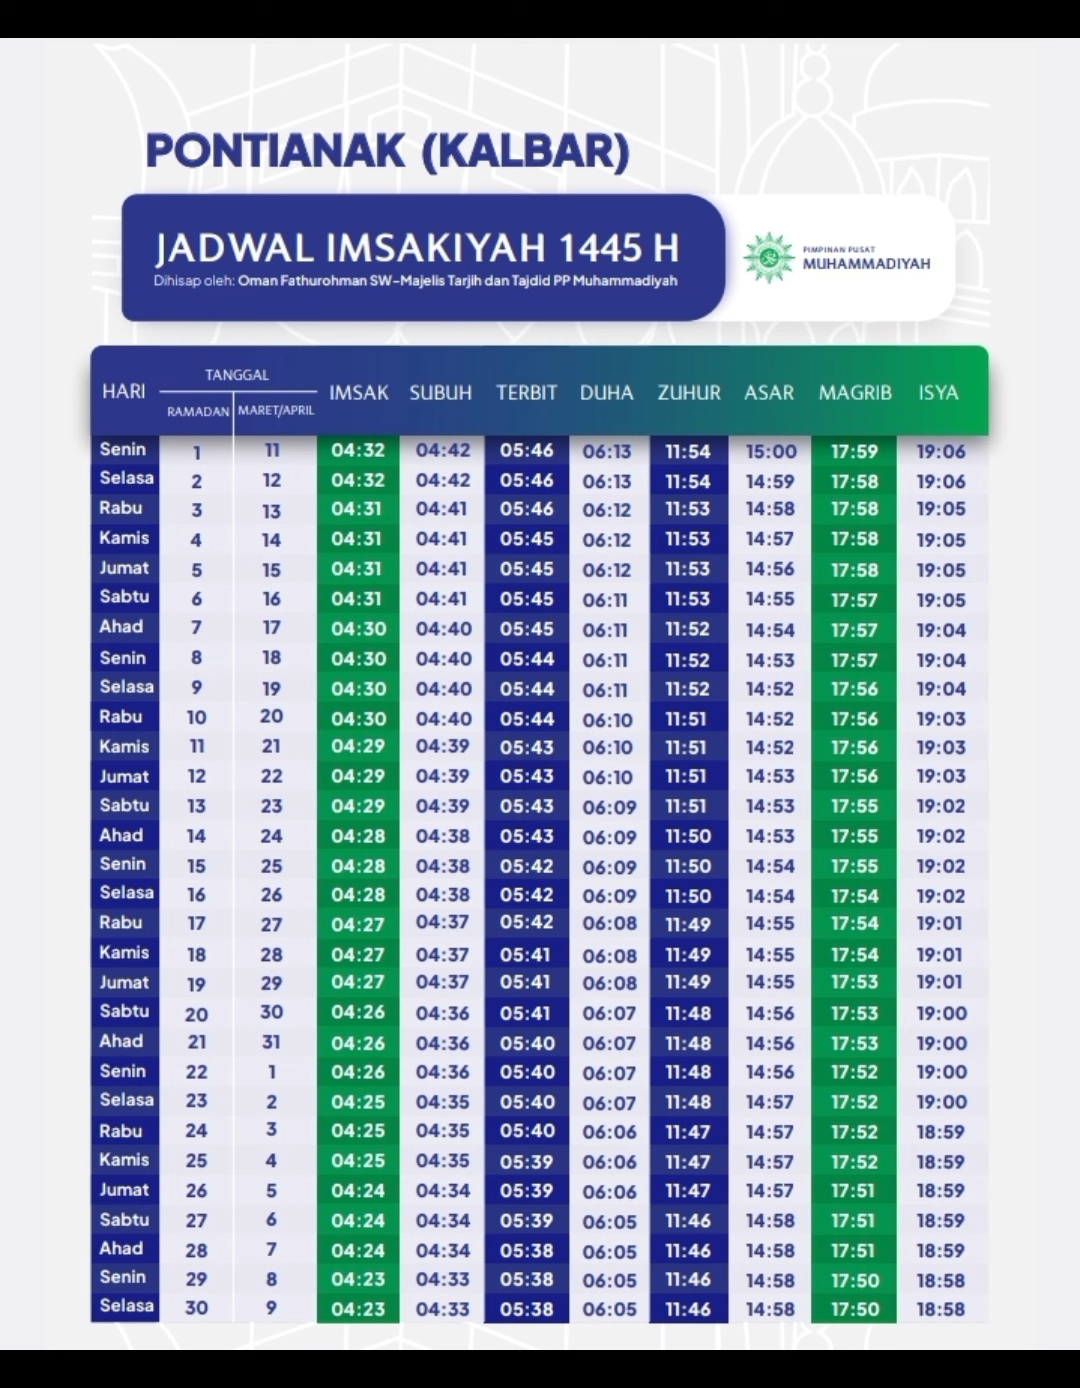 PONTIANAK (KALBAR)
JADWAL IMSAKIYAH 1445 H
Dihisap oleh: Oman Fathurohman SW-Majelis Tarjih dan Tajdid PP Muhammadiyah
PIMPINAN PUSAT
MUHAMMADIYAH
HARI TANGGAL IMSAK SUBUH TERBIT DUHA ZUHUR ASAR MAGRIB ISYA
RAMADAN MARET/APRIL
Senin 1 11 04:32 04:42 05:46 06:13 11:54 15:00 17:59 19:06
Selasa 2 12 04:32 04:42 05:46 06:13 11:54 14:59 17:58 19:06
Rabu 3 13 04:31 04:41 05:46 06:12 11:53 14:58 17:58 19:05
Kamis 4 14 04:31 04:41 05:45 06:12 11:53 14:57 17:58 19:05
Jumat 5 15 04:31 04:41 05:45 06:12 11:53 14:56 17:58 19:05
Sabtu 6 16 04:31 04:41 05:45 06:11 11:53 14:55 17:57 19:05
Ahad 7 17 04:30 04:40 05:45 06:11 11:52 14:54 17:57 19:04
Senin 8 18 04:30 04:40 05:44 06:11 11:52 14:53 17:57 19:04
Selasa 9 19 04:30 04:40 05:44 06:11 11:52 14:52 17:56 19:04
Rabu 10 20 04:30 04:40 05:44 06:10 11:51 14:52 17:56 19:03
Kamis 11 21 04:29 04:39 05:43 06:10 11:51 14:52 17:56 19:03
Jumat 12 22 04:29 04:39 05:43 06:10 11:51 14:53 17:56 19:03
Sabtu 13 23 04:29 04:39 05:43 06:09 11:51 14:53 17:55 19:02
Ahad 14 24 04:28 04:38 05:43 06:09 11:50 14:53 17:55 19:02
Senin 15 25 04:28 04:38 05:42 06:09 11:50 14:54 17:55 19:02
Selasa 16 26 04:28 04:38 05:42 06:09 11:50 14:54 17:54 19:02
Rabu 17 27 04:27 04:37 05:42 06:08 11:49 14:55 17:54 19:01
Kamis 18 28 04:27 04:37 05:41 06:08 11:49 14:55 17:54 19:01
Jumat 19 29 04:27 04:37 05:41 06:08 11:49 14:55 17:53 19:01
Sabtu 20 30 04:26 04:36 05:41 06:07 11:48 14:56 17:53 19:00
Ahad 21 31 04:26 04:36 05:40 06:07 11:48 14:56 17:53 19:00
Senin 22 1 04:26 04:36 05:40 06:07 11:48 14:56 17:52 19:00
Selasa 23 2 04:25 04:35 05:40 06:07 11:48 14:57 17:52 19:00
Rabu 24 3 04:25 04:35 05:40 06:06 11:47 14:57 17:52 18:59
Kamis 25 4 04:25 04:35 05:39 06:06 11:47 14:57 17:52 18:59
Jumat 26 5 04:24 04:34 05:39 06:06 11:47 14:57 17:51 18:59
Sabtu 27 6 04:24 04:34 05:39 06:05 11:46 14:58 17:51 18:59
Ahad 28 7 04:24 04:34 05:38 06:05 11:46 14:58 17:51 18:59
Senin 29 8 04:23 04:33 05:38 06:05 11:46 14:58 17:50 18:58
Selasa 30 9 04:23 04:33 05:38 06:05 11:46 14:58 17:50 18:58